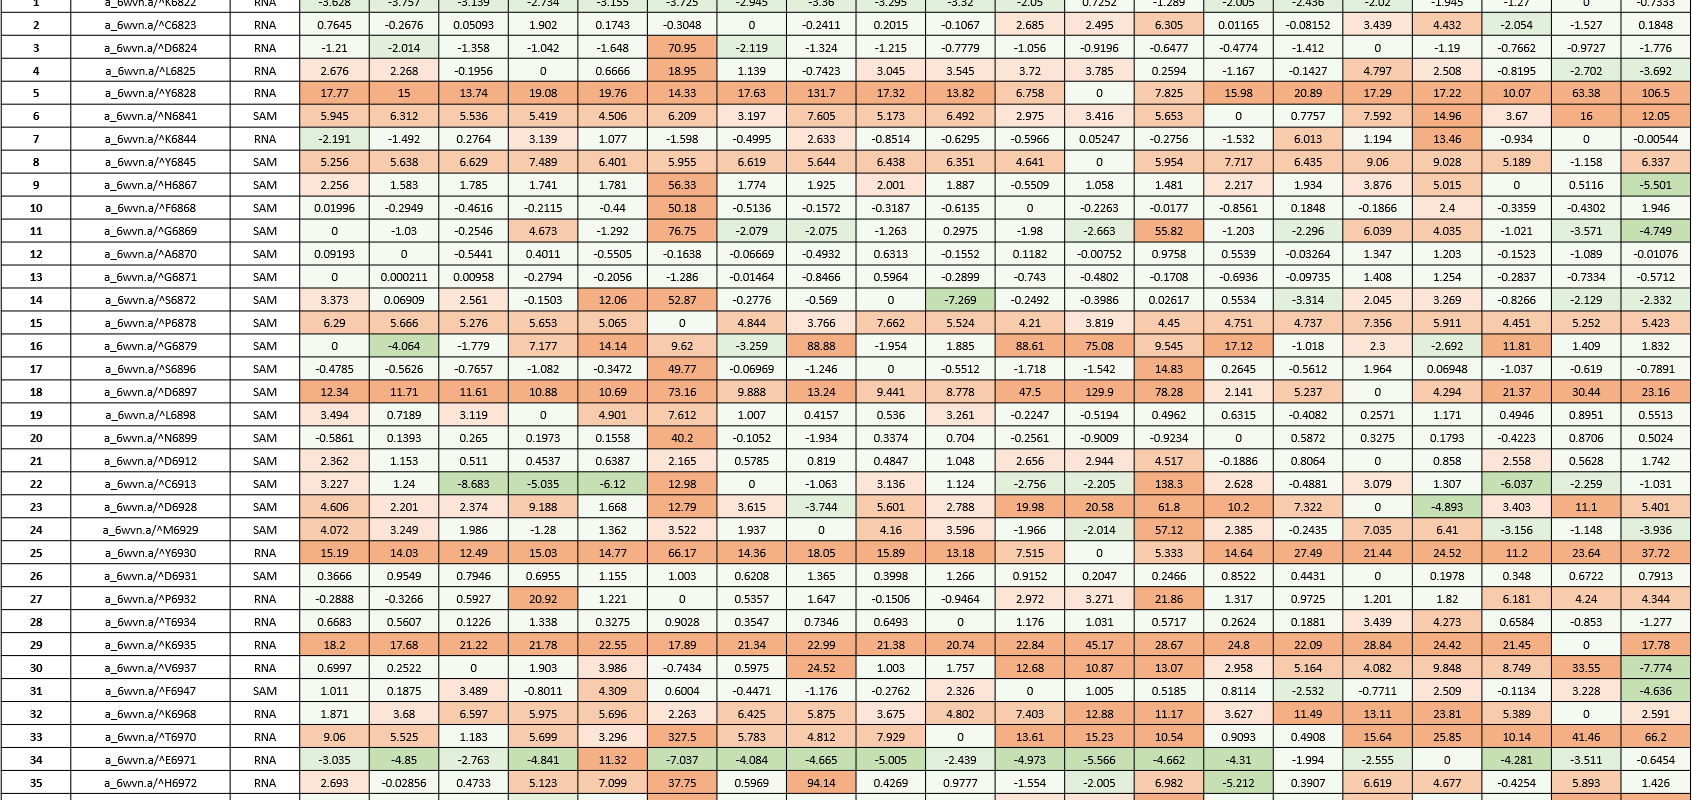 1 a_6wvn.a/^K6822 RNA -3.628 -3.757 -3.139 -2.734 -3.155 -3.725 -2.945 -3.36 -3.295 -3.32 -2.05 0.7252 -1.289 -2.005 -2.436 -2.02 -1.945 -1.27 0 -0.7333
2 a_6wvn.a/^C6823 RNA 0.7645 -0.2676 0.05093 1.902 0.1743 -0.3048 0 -0.2411 0.2015 -0.1067 2.685 2.495 6.305 0.01165 -0.08152 3.439 4.432 -2.054 -1.527 0.1848
3 a_6wvn.a/^D6824 RNA -1.21 -2.014 -1.358 -1.042 -1.648 70.95 -2.119 -1.324 -1.215 -0.7779 -1.056 -0.9196 -0.6477 -0.4774 -1.412 0 -1.19 -0.7662 -0.9727 -1.776
4 a_6wvn.a/^L6825 RNA 2.676 2.268 -0.1956 0 0.6666 18.95 1.139 -0.7423 3.045 3.545 3.72 3.785 0.2594 -1.167 -0.1427 4.797 2.508 -0.8195 -2.702 -3.692
5 a_6wvn.a/^Y6828 RNA 17.77 15 13.74 19.08 19.76 14.33 17.63 131.7 17.32 13.82 6.758 0 7.825 15.98 20.89 17.29 17.22 10.07 63.38 106.5
6 a_6wvn.a/^N6841 SAM 5.945 6.312 5.536 5.419 4.506 6.209 3.197 7.605 5.173 6.492 2.975 3.416 5.653 0 0.7757 7.592 14.96 3.67 16 12.05
7 a_6wvn.a/^K6844 RNA -2.191 -1.492 0.2764 3.139 1.077 -1.598 -0.4995 2.633 -0.8514 -0.6295 -0.5966 0.05247 -0.2756 -1.532 6.013 1.194 13.46 -0.934 0 -0.00544
8 a_6wvn.a/^Y6845 SAM 5.256 5.638 6.629 7.489 6.401 5.955 6.619 5.644 6.438 6.351 4.641 0 5.954 7.717 6.435 9.06 9.028 5.189 -1.158 6.337
9 a_6wvn.a/^H6867 SAM 2.256 1.583 1.785 1.741 1.781 56.33 1.774 1.925 2.001 1.887 -0.5509 1.058 1.481 2.217 1.934 3.876 5.015 0 0.5116 -5.501
10 a_6wvn.a/^F6868 SAM 0.01996 -0.2949 -0.4616 -0.2115 -0.44 50.18 -0.5136 -0.1572 -0.3187 -0.6135 0 -0.2263 -0.0177 -0.8561 0.1848 -0.1866 2.4 -0.3359 -0.4302 1.946
11 a_6wvn.a/^G6869 SAM 0 -1.03 -0.2546 4.673 -1.292 76.75 -2.079 -2.075 -1.263 0.2975 -1.98 -2.663 55.82 -1.203 -2.296 6.039 4.035 -1.021 -3.571 -4.749
12 a_6wvn.a/^A6870 SAM 0.09193 0 -0.5441 0.4011 -0.5505 -0.1638 -0.06669 -0.4932 0.6313 -0.1552 0.1182 -0.00752 0.9758 0.5539 -0.03264 1.347 1.203 -0.1523 -1.089 -0.01076
13 a_6wvn.a/^G6871 SAM 0 0.000211 0.00958 -0.2794 -0.2056 -1.286 -0.01464 -0.8466 0.5964 -0.2899 -0.743 -0.4802 -0.1708 -0.6936 -0.09735 1.408 1.254 -0.2837 -0.7334 -0.5712
14 a_6wvn.a/^S6872 SAM 3.373 0.06909 2.561 -0.1503 12.06 52.87 -0.2776 -0.569 0 -7.269 -0.2492 -0.3986 0.02617 0.5534 -3.314 2.045 3.269 -0.8266 -2.129 -2.332
15 a_6wvn.a/^P6878 SAM 6.29 5.666 5.276 5.653 5.065 0 4.844 3.766 7.662 5.524 4.21 3.819 4.45 4.751 4.737 7.356 5.911 4.451 5.252 5.423
16 a_6wvn.a/^G6879 SAM 0 -4.064 -1.779 7.177 14.14 9.62 -3.259 88.88 -1.954 1.885 88.61 75.08 9.545 17.12 -1.018 2.3 -2.692 11.81 1.409 1.832
17 a_6wvn.a/^S6896 SAM -0.4785 -0.5626 -0.7657 -1.082 -0.3472 49.77 -0.06969 -1.246 0 -0.5512 -1.718 -1.542 14.83 0.2645 -0.5612 1.964 0.06948 -1.037 -0.619 -0.7891
18 a_6wvn.a/^D6897 SAM 12.34 11.71 11.61 10.88 10.69 73.16 9.888 13.24 9.441 8.778 47.5 129.9 78.28 2.141 5.237 0 4.294 21.37 30.44 23.16
19 a_6wvn.a/^L6898 SAM 3.494 0.7189 3.119 0 4.901 7.612 1.007 0.4157 0.536 3.261 -0.2247 -0.5194 0.4962 0.6315 -0.4082 0.2571 1.171 0.4946 0.8951 0.5513
20 a_6wvn.a/^N6899 SAM -0.5861 0.1393 0.265 0.1973 0.1558 40.2 -0.1052 -1.934 0.3374 0.704 -0.2561 -0.9009 -0.9234 0 0.5872 0.3275 0.1793 -0.4223 0.8706 0.5024
21 a_6wvn.a/^D6912 SAM 2.362 1.153 0.511 0.4537 0.6387 2.165 0.5785 0.819 0.4847 1.048 2.656 2.944 4.517 -0.1886 0.8064 0 0.858 2.558 0.5628 1.742
22 a_6wvn.a/^C6913 SAM 3.227 1.24 -8.683 -5.035 -6.12 12.98 0 -1.063 3.136 1.124 -2.756 -2.205 138.3 2.628 -0.4881 3.079 1.307 -6.037 -2.259 -1.031
23 a_6wvn.a/^D6928 SAM 4.606 2.201 2.374 9.188 1.668 12.79 3.615 -3.744 5.601 2.788 19.98 20.58 61.8 10.2 7.322 0 -4.893 3.403 11.1 5.401
24 a_6wvn.a/^M6929 SAM 4.072 3.249 1.986 -1.28 1.362 3.522 1.937 0 4.16 3.596 -1.966 -2.014 57.12 2.385 -0.2435 7.035 6.41 -3.156 -1.148 -3.936
25 a_6wvn.a/^Y6930 RNA 15.19 14.03 12.49 15.03 14.77 66.17 14.36 18.05 15.89 13.18 7.515 0 5.333 14.64 27.49 21.44 24.52 11.2 23.64 37.72
26 a_6wvn.a/^D6931 SAM 0.3666 0.9549 0.7946 0.6955 1.155 1.003 0.6208 1.365 0.3998 1.266 0.9152 0.2047 0.2466 0.8522 0.4431 0 0.1978 0.348 0.6722 0.7913
27 a_6wvn.a/^P6932 RNA -0.2888 -0.3266 0.5927 20.92 1.221 0 0.5357 1.647 -0.1506 -0.9464 2.972 3.271 21.86 1.317 0.9725 1.201 1.82 6.181 4.24 4.344
28 a_6wvn.a/^T6934 RNA 0.6683 0.5607 0.1226 1.338 0.3275 0.9028 0.3547 0.7346 0.6493 0 1.176 1.031 0.5717 0.2624 0.1881 3.439 4.273 0.6584 -0.853 -1.277
29 a_6wvn.a/^K6935 RNA 18.2 17.68 21.22 21.78 22.55 17.89 21.34 22.99 21.38 20.74 22.84 45.17 28.67 24.8 22.09 28.84 24.42 21.45 0 17.78
30 a_6wvn.a/^V6937 RNA 0.6997 0.2522 0 1.903 3.986 -0.7434 0.5975 24.52 1.003 1.757 12.68 10.87 13.07 2.958 5.164 4.082 9.848 8.749 33.55 -7.774
31 a_6wvn.a/^F6947 SAM 1.011 0.1875 3.489 -0.8011 4.309 0.6004 -0.4471 -1.176 -0.2762 2.326 0 1.005 0.5185 0.8114 -2.532 -0.7711 2.509 -0.1134 3.228 -4.636
32 a_6wvn.a/^K6968 RNA 1.871 3.68 6.597 5.975 5.696 2.263 6.425 5.875 3.675 4.802 7.403 12.88 11.17 3.627 11.49 13.11 23.81 5.389 0 2.591
33 a_6wvn.a/^T6970 RNA 9.06 5.525 1.183 5.699 3.296 327.5 5.783 4.812 7.929 0 13.61 15.23 10.54 0.9093 0.4908 15.64 25.85 10.14 41.46 66.2
34 a_6wvn.a/^E6971 RNA -3.035 -4.85 -2.763 -4.841 11.32 -7.037 -4.084 -4.665 -5.005 -2.439 -4.973 -5.566 -4.662 -4.31 -1.994 -2.555 0 -4.281 -3.511 -0.6454
35 a_6wvn.a/^H6972 RNA 2.693 -0.02856 0.4733 5.123 7.099 37.75 0.5969 94.14 0.4269 0.9777 -1.554 -2.005 6.982 -5.212 0.3907 6.619 4.677 -0.4254 5.893 1.426